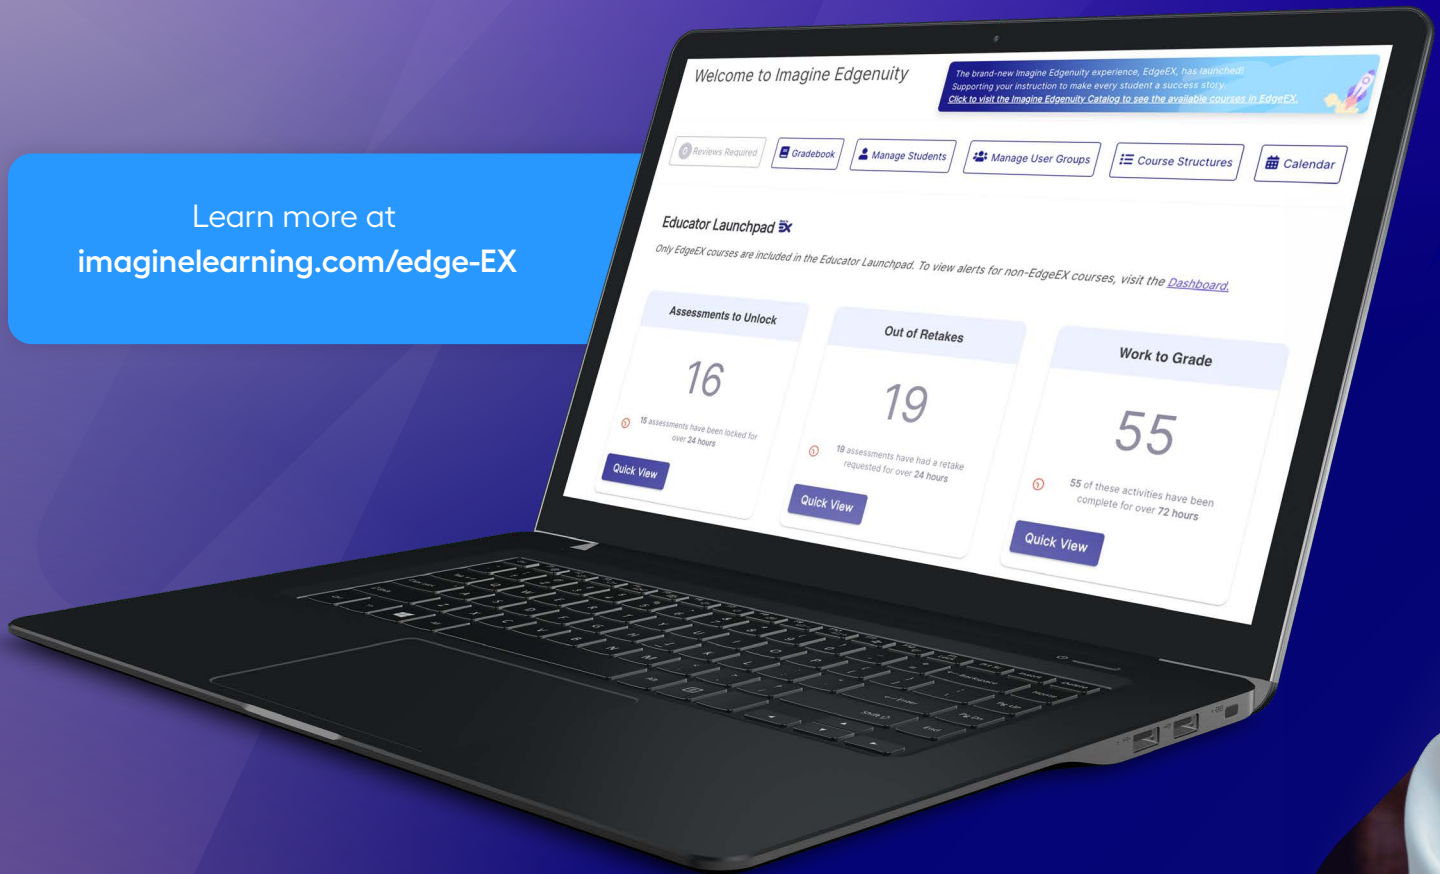 Learn more at
imaginelearning.com/edge-EX
Welcome to Imagine Edgenuity
The brand-new Imagine Edgenuity experience, EdgeEX, has launched!
Supporting your instruction to make every student a success story.
Click to visit the Imagine Edgenuity Catalog to see the available courses in EdgeEX.
0 Reviews Required
Gradebook
Manage Students
Manage User Groups
Course Structures
Calendar
Educator Launchpad EX
Only EdgeEX courses are included in the Educator Launchpad. To view alerts for non-EdgeEX courses, visit the Dashboard.
Assessments to Unlock
16
15 assessments have been locked for
over 24 hours
Quick View
Out of Retakes
19
19 assessments have had a retake
requested for over 24 hours
Quick View
Work to Grade
55
55 of these activities have been
complete for over 72 hours
Quick View